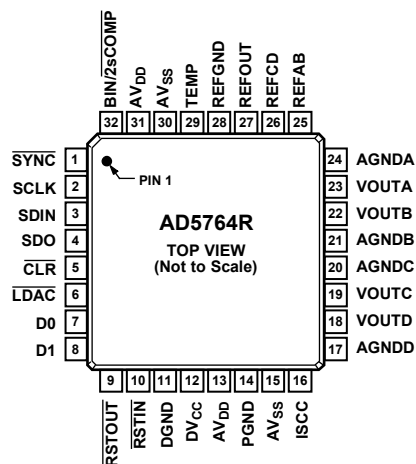 BIN/2sCOMP
AVDD
AVSS
TEMP
REFGND
REFOUT
REFCD
REFAB
32 31 30 29 28 27 26 25
SYNC 1
SCLK 2
SDIN 3
SDO 4
CLR 5
LDAC 6
D0 7
D1 8
PIN 1
AD5764R
TOP VIEW
(Not to Scale)
24 AGNDA
23 VOUTA
22 VOUTB
21 AGNDB
20 AGNDC
19 VOUTC
18 VOUTD
17 AGNDD
9 10 11 12 13 14 15 16
RSTOUT
RSTIN
DGND
DVCC
AVDD
PGND
AVSS
ISCC